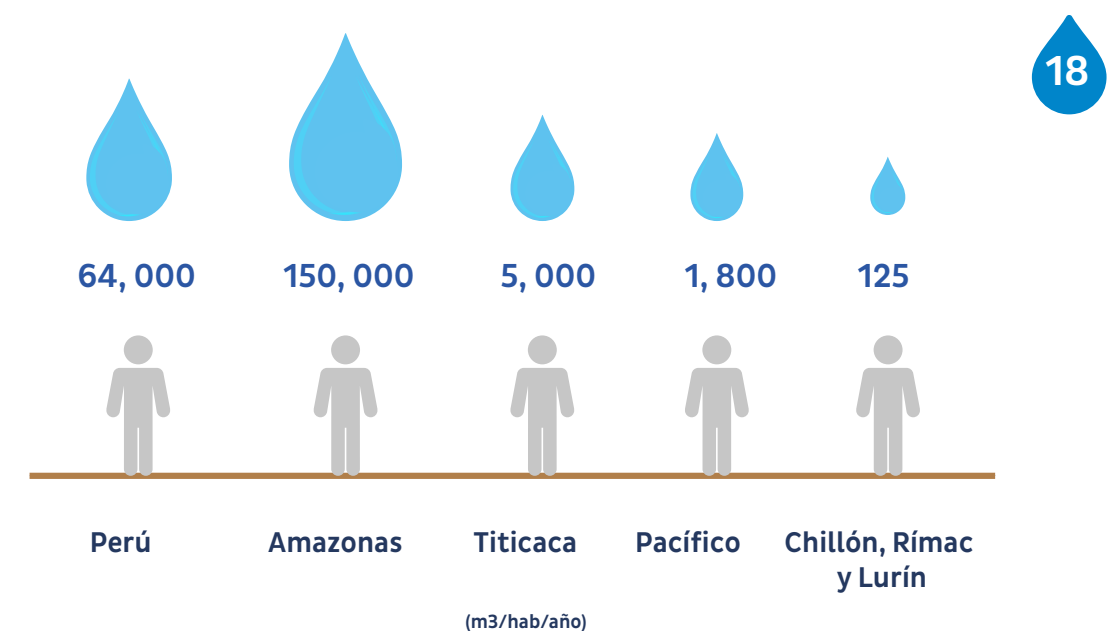 18
64, 000
150, 000
5, 000
1, 800
125
Perú
Amazonas
Titicaca
Pacífico
Chillón, Rímac
y Lurín
(m3/hab/año)